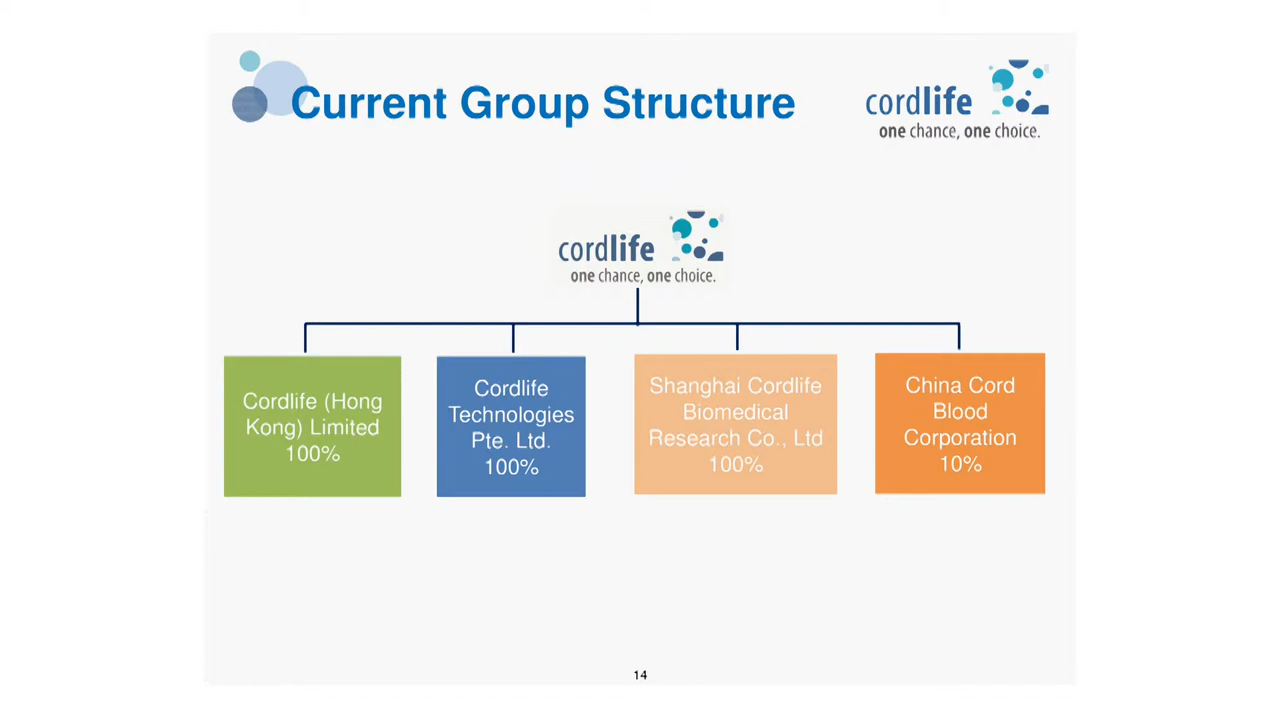 Current Group Structure
cordlife
one chance, one choice.
cordlife
one chance, one choice.
Cordlife (Hong
Kong) Limited
100%
Cordlife
Technologies
Pte. Ltd.
100%
Shanghai Cordlife
Biomedical
Research Co., Ltd
100%
China Cord
Blood
Corporation
10%
14